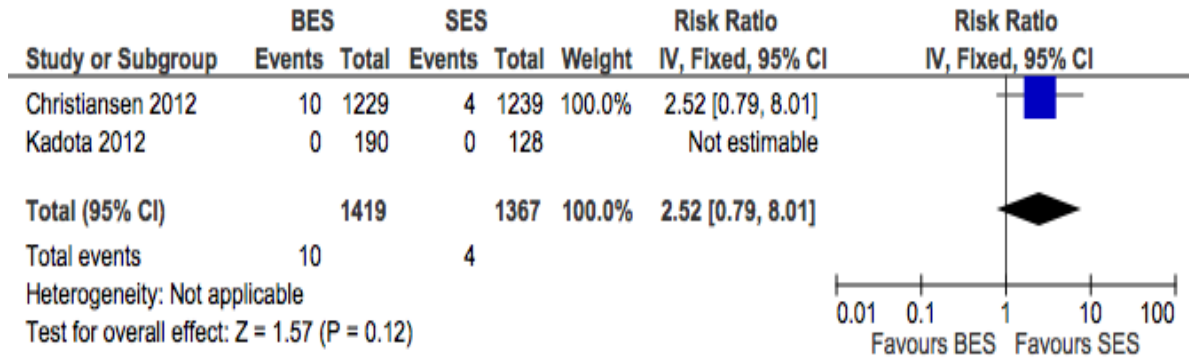 BES SES Risk Ratio Risk Ratio
Study or Subgroup Events Total Events Total Weight IV, Fixed, 95% CI IV, Fixed, 95% CI
Christiansen 2012 10 1229 4 1239 100.0% 2.52 [0.79, 8.01]
Kadota 2012 0 190 0 128 Not estimable
Total (95% CI) 1419 1367 100.0% 2.52 [0.79, 8.01]
Total events 10 4
Heterogeneity: Not applicable
Test for overall effect: Z = 1.57 (P = 0.12)
0.01 0.1 1 10 100
Favours BES Favours SES